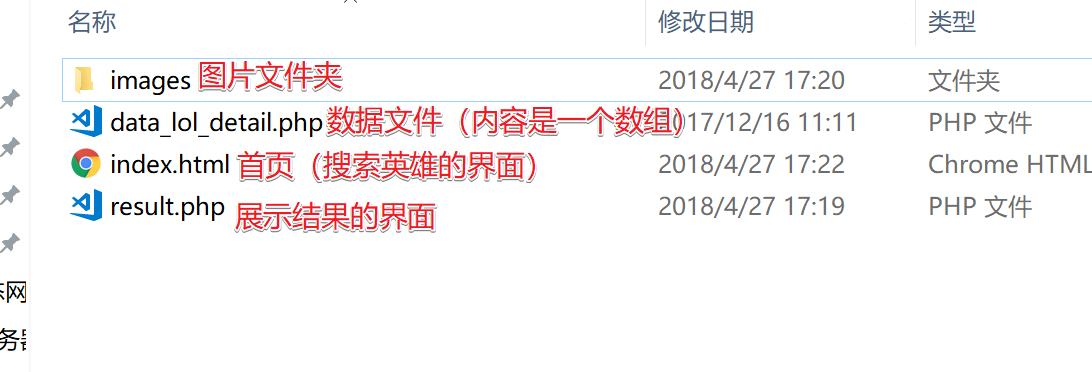 名称 修改日期 类型
images 图片文件夹 2018/4/27 17:20 文件夹
data_lol_detail.php 数据文件（内容是一个数组） 2017/12/16 11:11 PHP 文件
index.html 首页（搜索英雄的界面） 2018/4/27 17:22 Chrome HTML
result.php 展示结果的界面 2018/4/27 17:19 PHP 文件
态网
务器